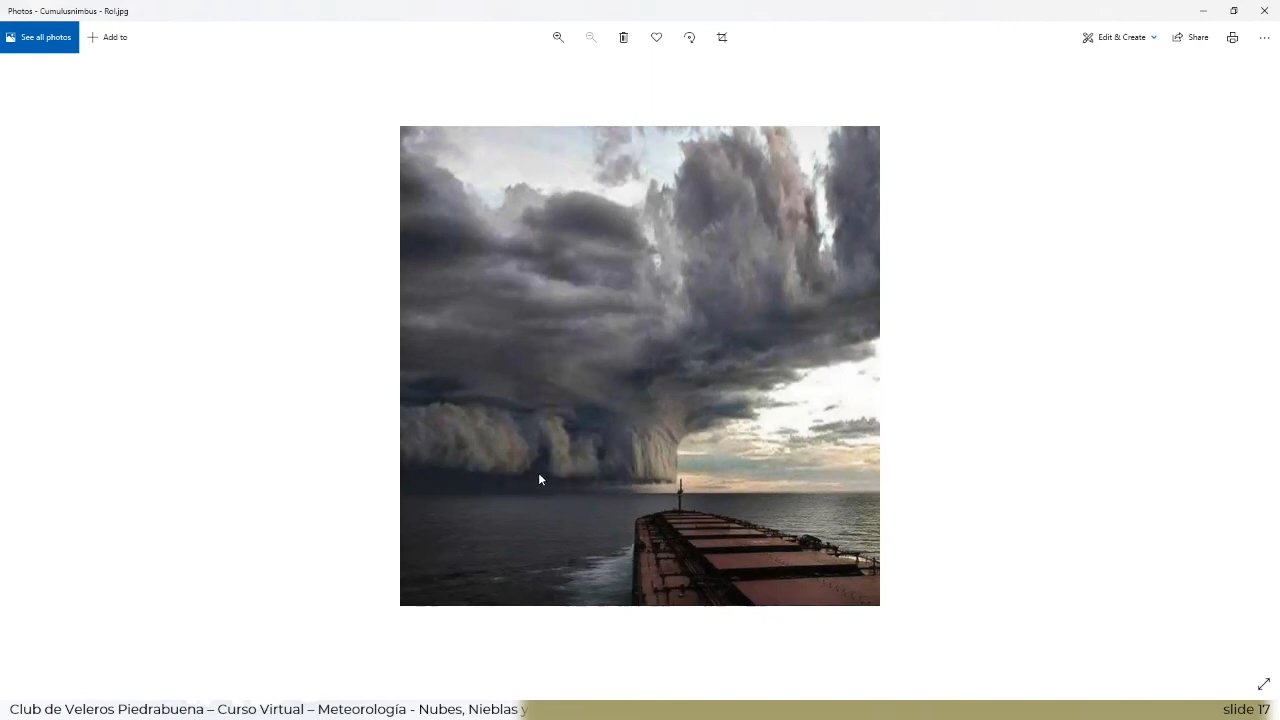 Photos - Cumulusnimbus - Rol.jpg
See all photos
Add to
Edit & Create
Share
Club de Veleros Piedrabuena – Curso Virtual – Meteorología - Nubes, Nieblas y
slide 17